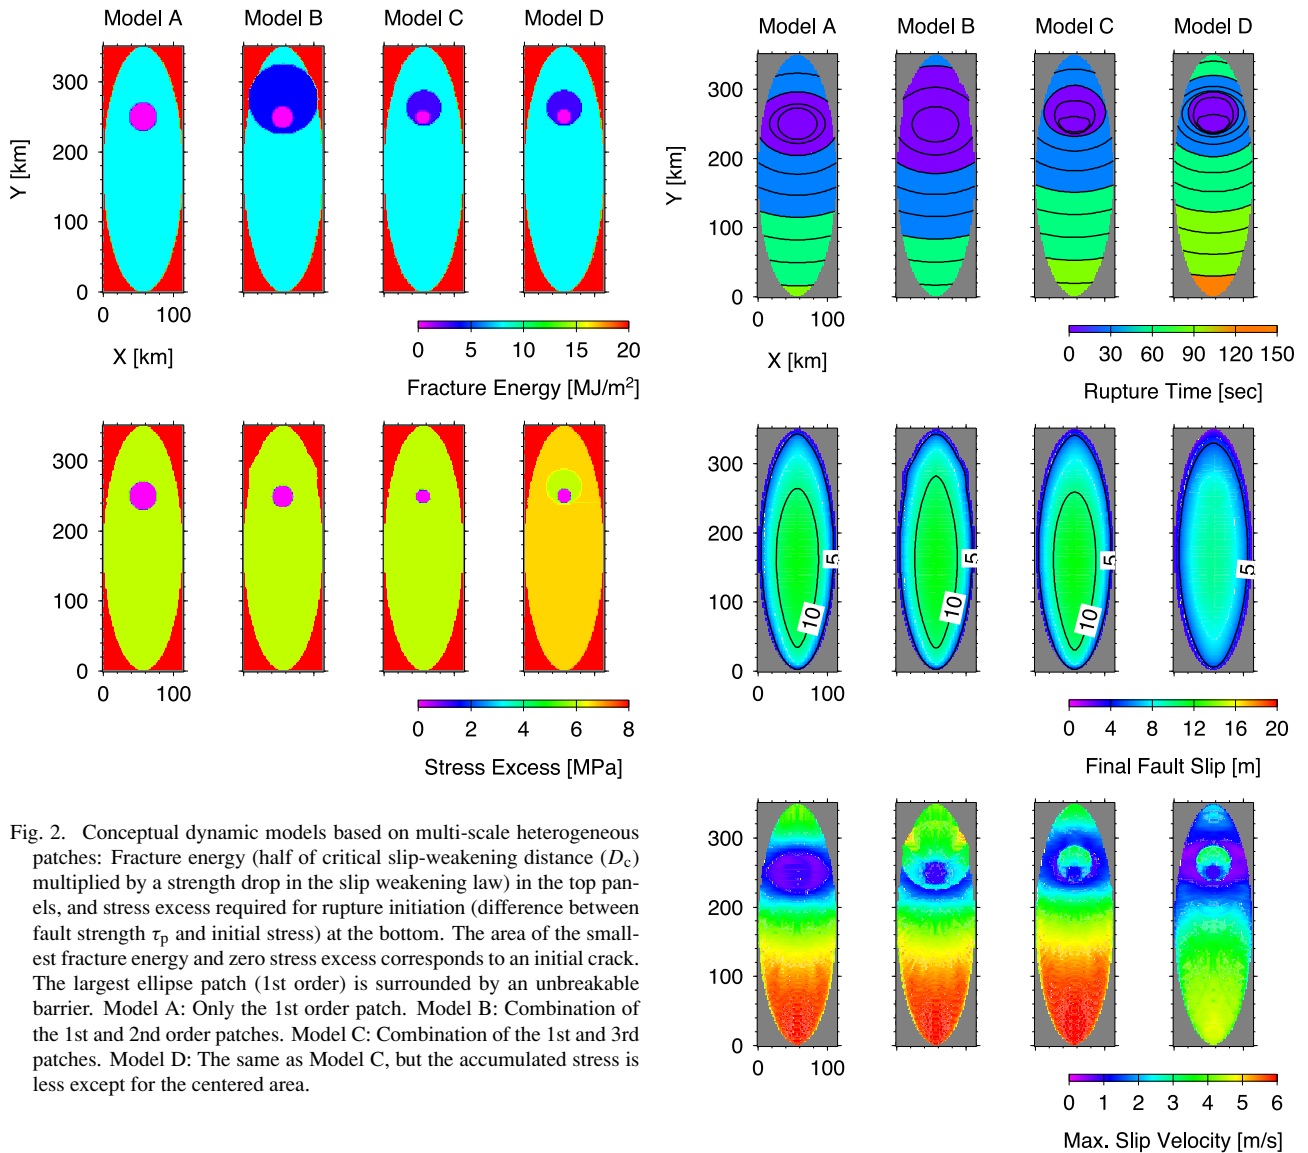 Model A Model B Model C Model D
300
200
100
0
Y [km]
0 100
X [km]
0 5 10 15 20
Fracture Energy [MJ/m²]
300
200
100
0
0 100
0 2 4 6 8
Stress Excess [MPa]
Fig. 2. Conceptual dynamic models based on multi-scale heterogeneous
patches: Fracture energy (half of critical slip-weakening distance (Dc)
multiplied by a strength drop in the slip weakening law) in the top pan-
els, and stress excess required for rupture initiation (difference between
fault strength τp and initial stress) at the bottom. The area of the small-
est fracture energy and zero stress excess corresponds to an initial crack.
The largest ellipse patch (1st order) is surrounded by an unbreakable
barrier. Model A: Only the 1st order patch. Model B: Combination of
the 1st and 2nd order patches. Model C: Combination of the 1st and 3rd
patches. Model D: The same as Model C, but the accumulated stress is
less except for the centered area.
Model A Model B Model C Model D
300
200
100
0
Y [km]
0 100
X [km]
0 30 60 90 120 150
Rupture Time [sec]
300
200
100
0
5 5 5 5
10 10 10
0 100
0 4 8 12 16 20
Final Fault Slip [m]
300
200
100
0
0 100
0 1 2 3 4 5 6
Max. Slip Velocity [m/s]